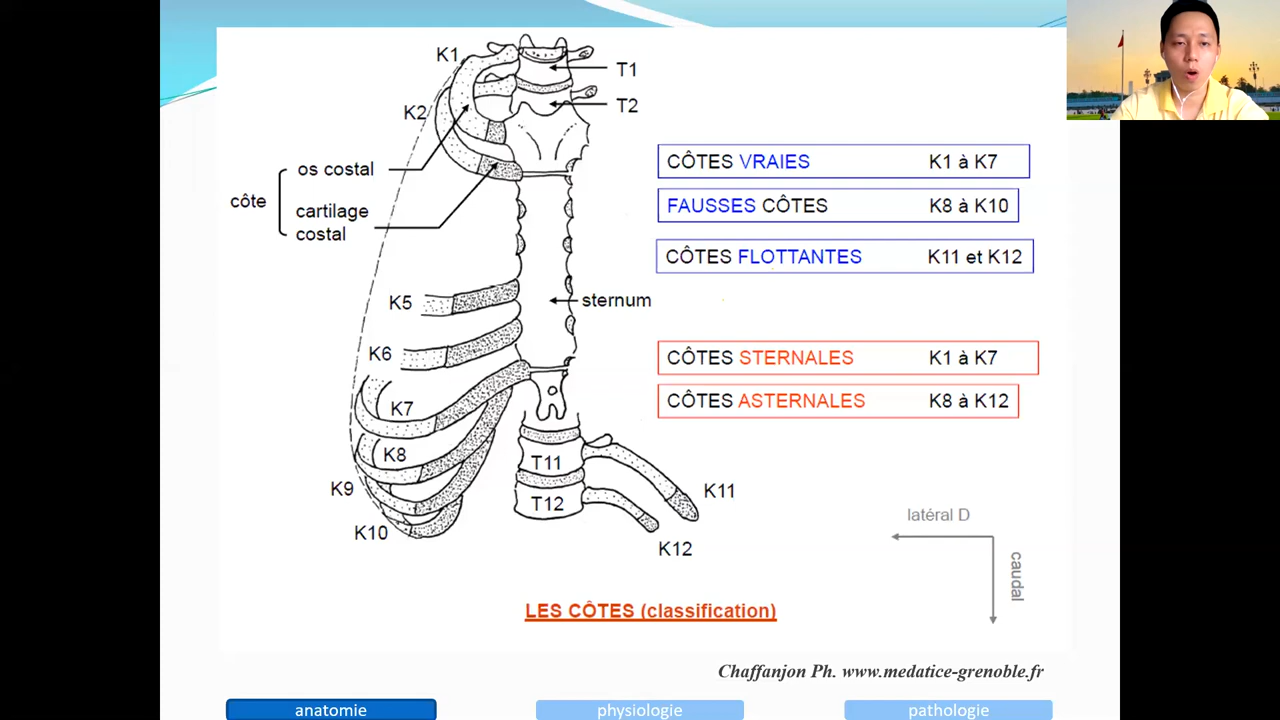 K1
T1
K2
T2
os costal
côte
cartilage
costal
CÔTES VRAIES K1 à K7
FAUSSES CÔTES K8 à K10
CÔTES FLOTTANTES K11 et K12
K5
sternum
K6
CÔTES STERNALES K1 à K7
K7
CÔTES ASTERNALES K8 à K12
K8
T11
K9
K11
T12
K10
K12
latéral D
caudal
LES CÔTES (classification)
Chaffanjon Ph. www.medatice-grenoble.fr
anatomie
physiologie
pathologie